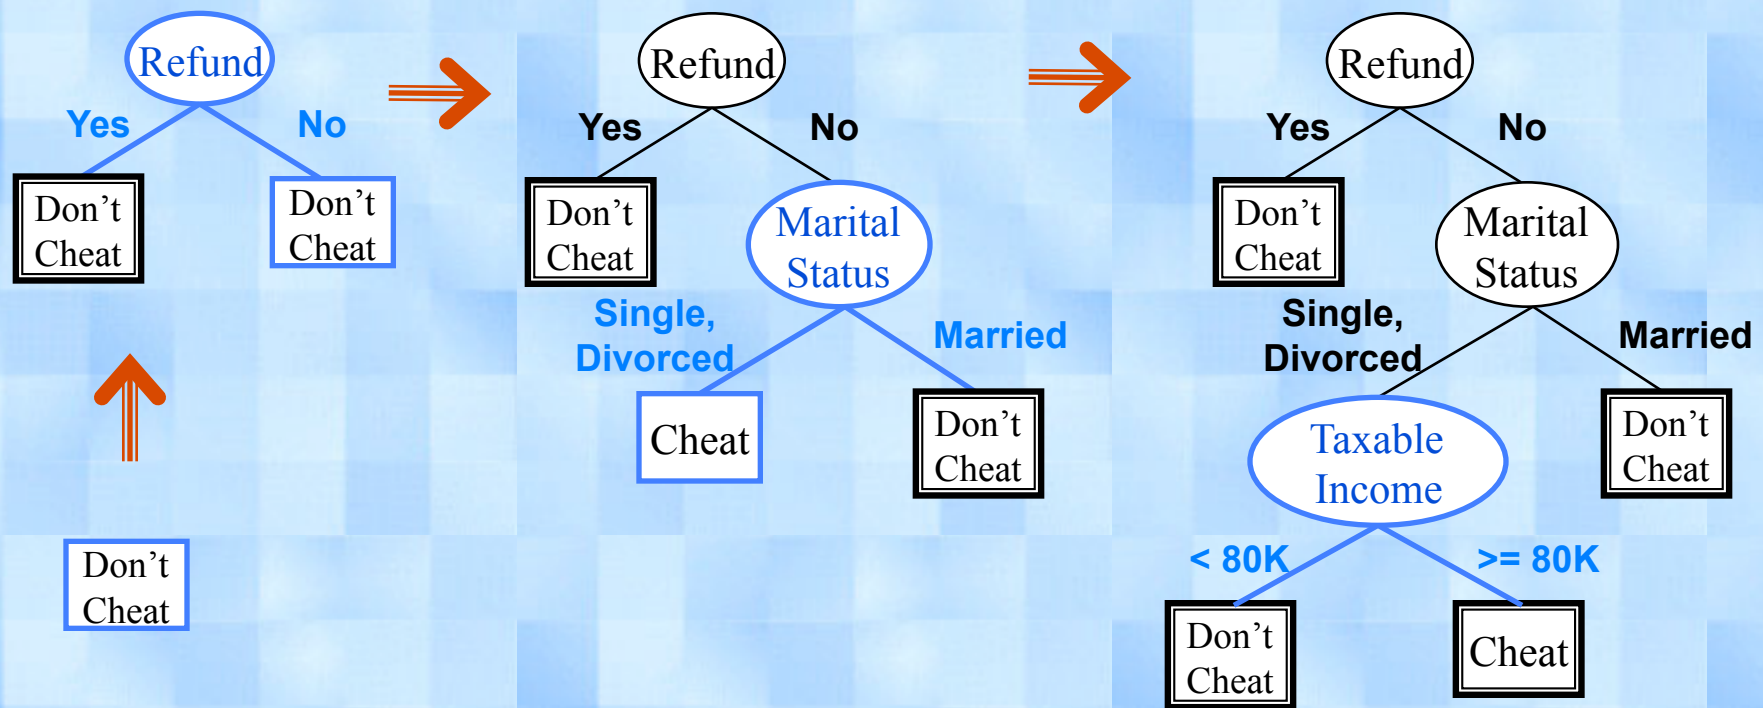 Refund
Yes
No
Don’t
Cheat
Don’t
Cheat
Don’t
Cheat
Refund
Yes
No
Don’t
Cheat
Marital
Status
Single,
Divorced
Married
Cheat
Don’t
Cheat
Refund
Yes
No
Don’t
Cheat
Marital
Status
Single,
Divorced
Married
Taxable
Income
Don’t
Cheat
< 80K
>= 80K
Don’t
Cheat
Cheat